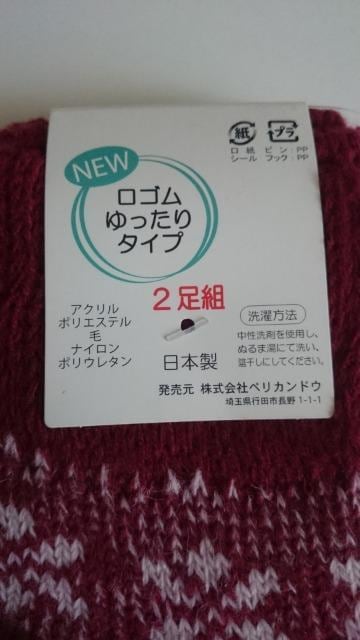 NEW
口ゴム
ゆったり
タイプ
紙
プラ
口紙 ピン:PP
シール フック:PP
2足組
アクリル
ポリエステル
毛
ナイロン
ポリウレタン
日本製
洗濯方法
中性洗剤を使用し、
ぬるま湯にて洗い、
蔭干しにしてください。
発売元 株式会社ペリカンドウ
埼玉県行田市長野1-1-1